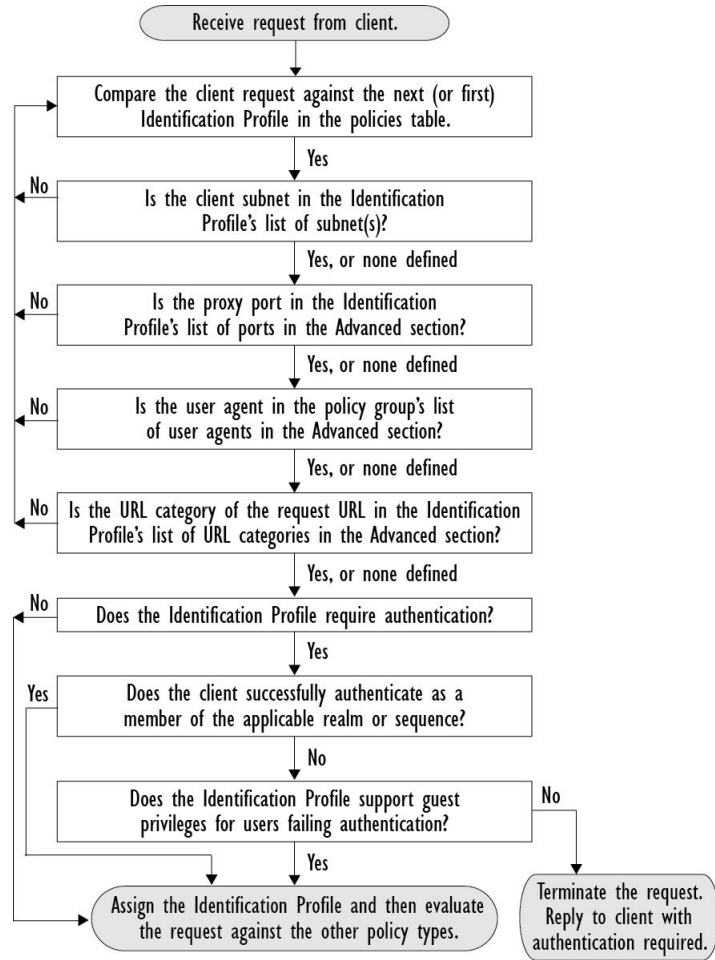 Receive request from client.
Compare the client request against the next (or first)
Identification Profile in the policies table.
Yes
No
Is the client subnet in the Identification
Profile's list of subnet(s)?
Yes, or none defined
No
Is the proxy port in the Identification
Profile's list of ports in the Advanced section?
Yes, or none defined
No
Is the user agent in the policy group's list
of user agents in the Advanced section?
Yes, or none defined
No
Is the URL category of the request URL in the Identification
Profile's list of URL categories in the Advanced section?
Yes, or none defined
No
Does the Identification Profile require authentication?
Yes
Yes
Does the client successfully authenticate as a
member of the applicable realm or sequence?
No
Does the Identification Profile support guest
privileges for users failing authentication?
No
Yes
Assign the Identification Profile and then evaluate
the request against the other policy types.
Terminate the request.
Reply to client with
authentication required.